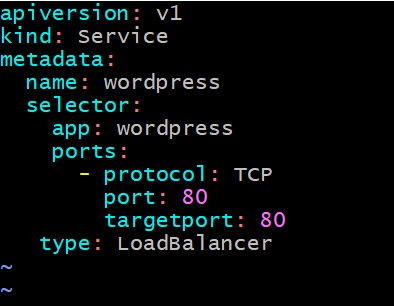 apiversion: v1
kind: Service
metadata:
  name: wordpress
  selector:
    app: wordpress
    ports:
      - protocol: TCP
        port: 80
        targetport: 80
   type: LoadBalancer
~
~